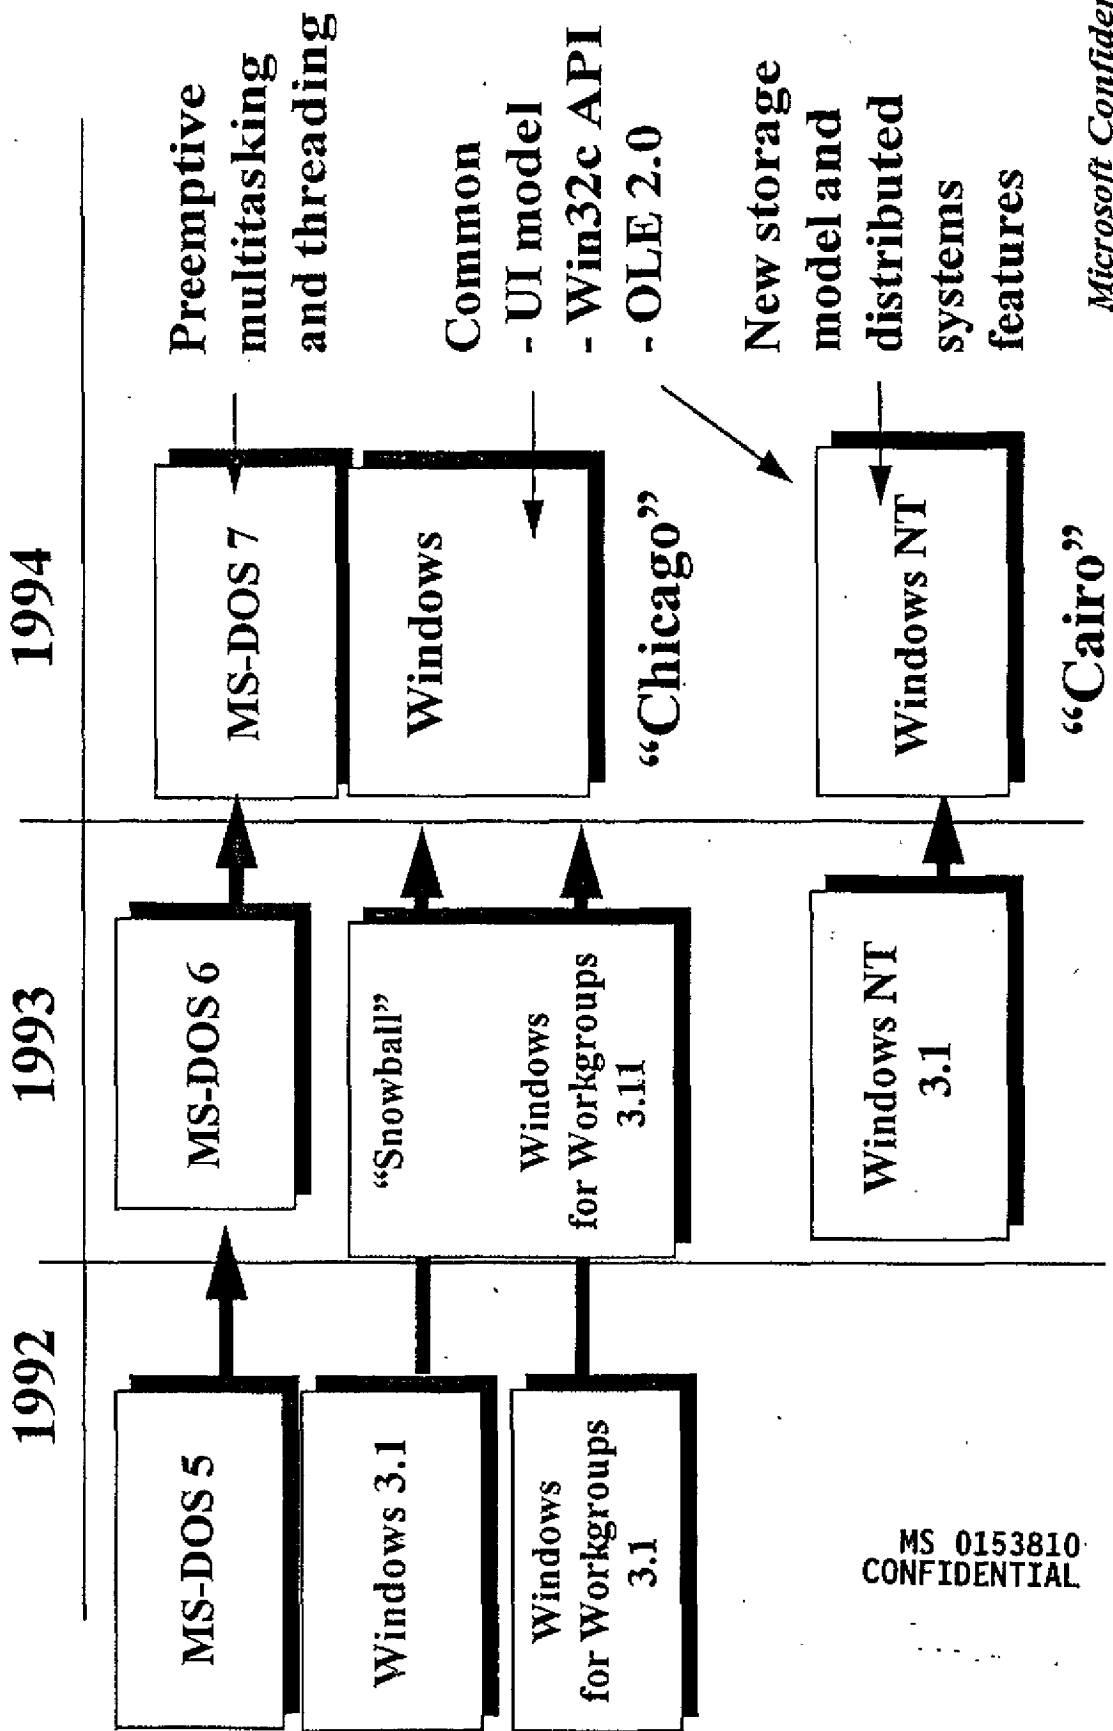 1992
1993
1994
MS-DOS 5
MS-DOS 6
MS-DOS 7
Preemptive
multitasking
and threading
Windows 3.1
"Snowball"
Windows
Common
- UI model
- Win32c API
- OLE 2.0
Windows
for Workgroups
3.1
Windows
for Workgroups
3.11
"Chicago"
Windows NT
3.1
Windows NT
New storage
model and
distributed
systems
features
"Cairo"
Microsoft Confiden
MS 0153810
CONFIDENTIAL